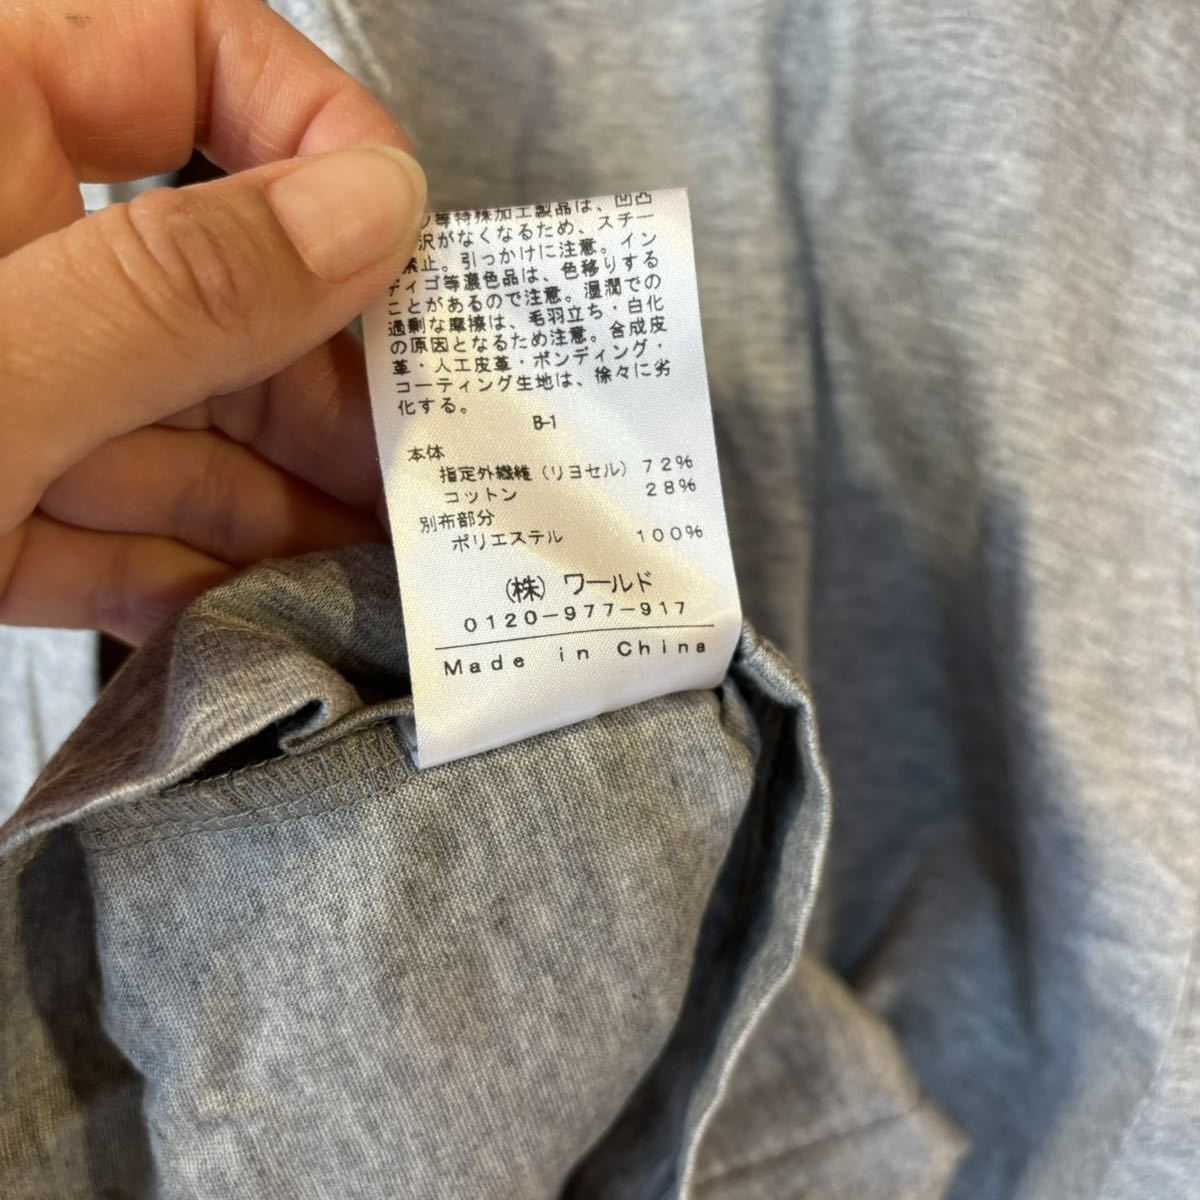 ン等特殊加工製品は、凹凸
沢がなくなるため、スチー
禁止。引っかけに注意。イン
ディゴ等濃色品は、色移りする
ことがあるので注意。湿潤での
過剰な摩擦は、毛羽立ち・白化
の原因となるため注意。合成皮
革・人工皮革・ボンディング・
コーティング生地は、徐々に劣
化する。
B-1
本体
指定外繊維（リヨセル） 72%
コットン 28%
別布部分
ポリエステル 100%
(株) ワールド
0120-977-917
Made in China